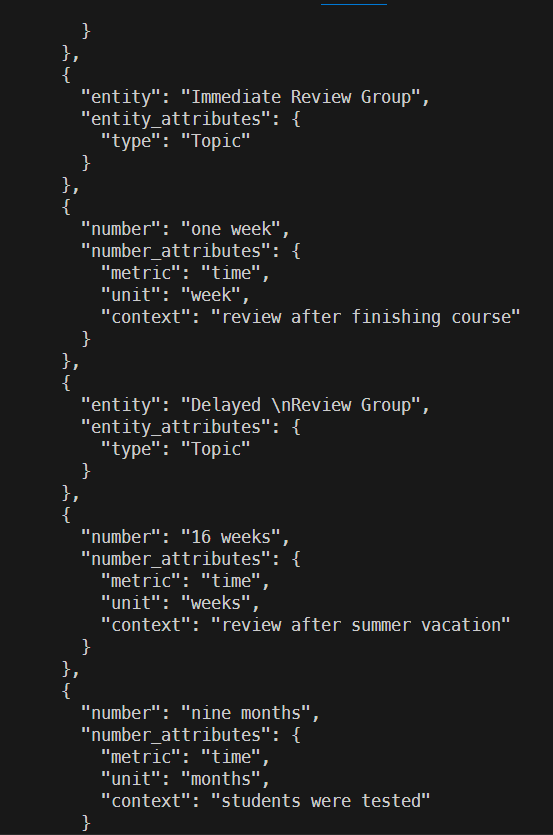 }
},
{
"entity": "Immediate Review Group",
"entity_attributes": {
"type": "Topic"
}
},
{
"number": "one week",
"number_attributes": {
"metric": "time",
"unit": "week",
"context": "review after finishing course"
}
},
{
"entity": "Delayed \nReview Group",
"entity_attributes": {
"type": "Topic"
}
},
{
"number": "16 weeks",
"number_attributes": {
"metric": "time",
"unit": "weeks",
"context": "review after summer vacation"
}
},
{
"number": "nine months",
"number_attributes": {
"metric": "time",
"unit": "months",
"context": "students were tested"
}